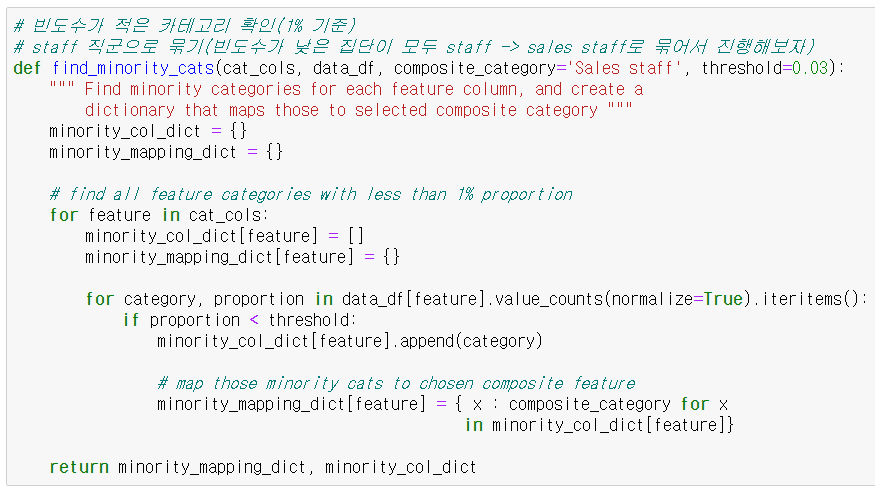 # 빈도수가 적은 카테고리 확인(1% 기준)
# staff 직군으로 묶기(빈도수가 낮은 집단이 모두 staff -> sales staff로 묶어서 진행해보자)
def find_minority_cats(cat_cols, data_df, composite_category='Sales staff', threshold=0.03):
    """ Find minority categories for each feature column, and create a
        dictionary that maps those to selected composite category """
    minority_col_dict = {}
    minority_mapping_dict = {}

    # find all feature categories with less than 1% proportion
    for feature in cat_cols:
        minority_col_dict[feature] = []
        minority_mapping_dict[feature] = {}

        for category, proportion in data_df[feature].value_counts(normalize=True).iteritems():
            if proportion < threshold:
                minority_col_dict[feature].append(category)

                # map those minority cats to chosen composite feature
                minority_mapping_dict[feature] = { x : composite_category for x
                                                  in minority_col_dict[feature]}

    return minority_mapping_dict, minority_col_dict